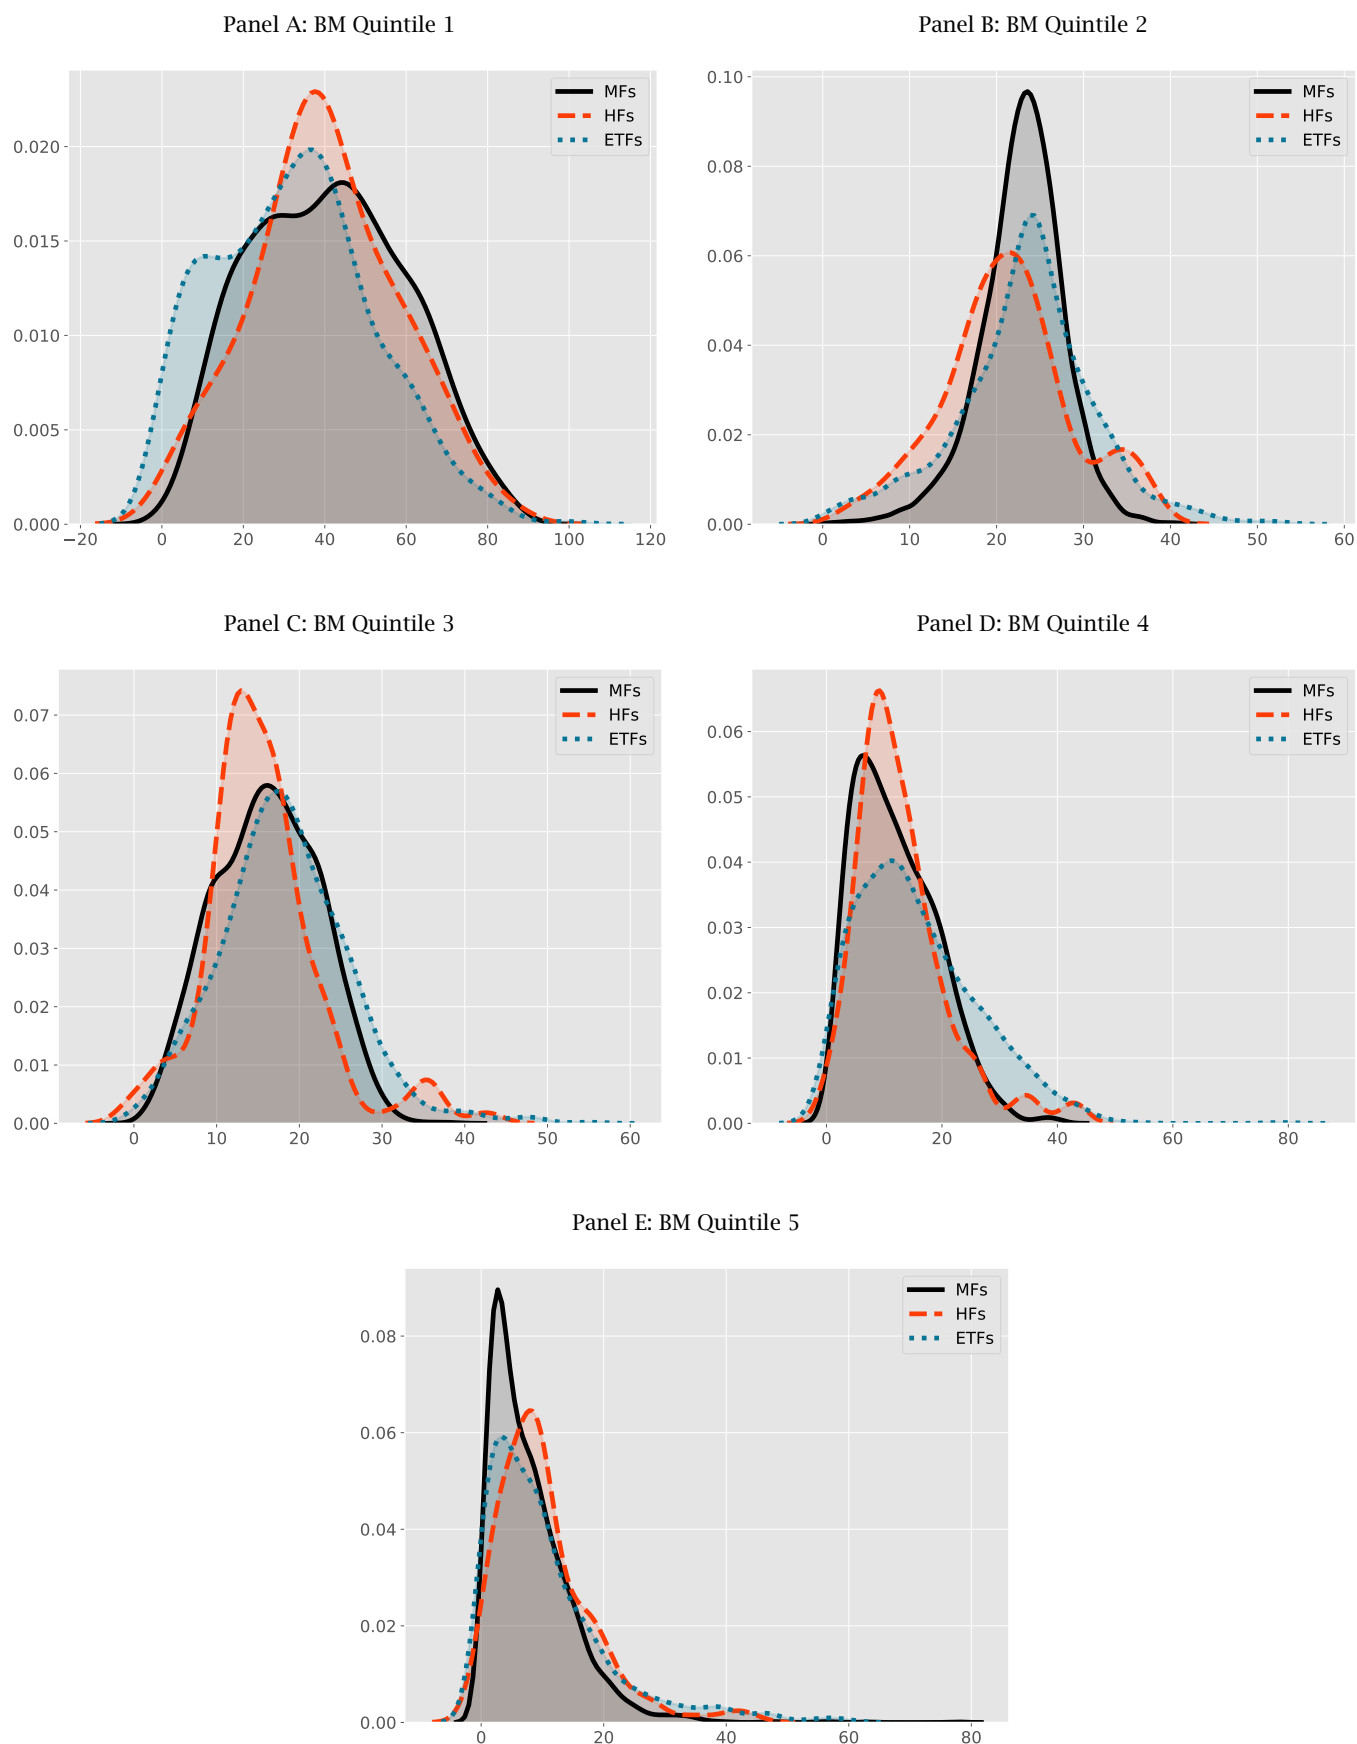 Panel A: BM Quintile 1
MFs
HFs
ETFs
0.020
0.015
0.010
0.005
0.000
−20 0 20 40 60 80 100 120
Panel B: BM Quintile 2
MFs
HFs
ETFs
0.10
0.08
0.06
0.04
0.02
0.00
0 10 20 30 40 50 60
Panel C: BM Quintile 3
MFs
HFs
ETFs
0.07
0.06
0.05
0.04
0.03
0.02
0.01
0.00
0 10 20 30 40 50 60
Panel D: BM Quintile 4
MFs
HFs
ETFs
0.06
0.05
0.04
0.03
0.02
0.01
0.00
0 20 40 60 80
Panel E: BM Quintile 5
MFs
HFs
ETFs
0.08
0.06
0.04
0.02
0.00
0 20 40 60 80